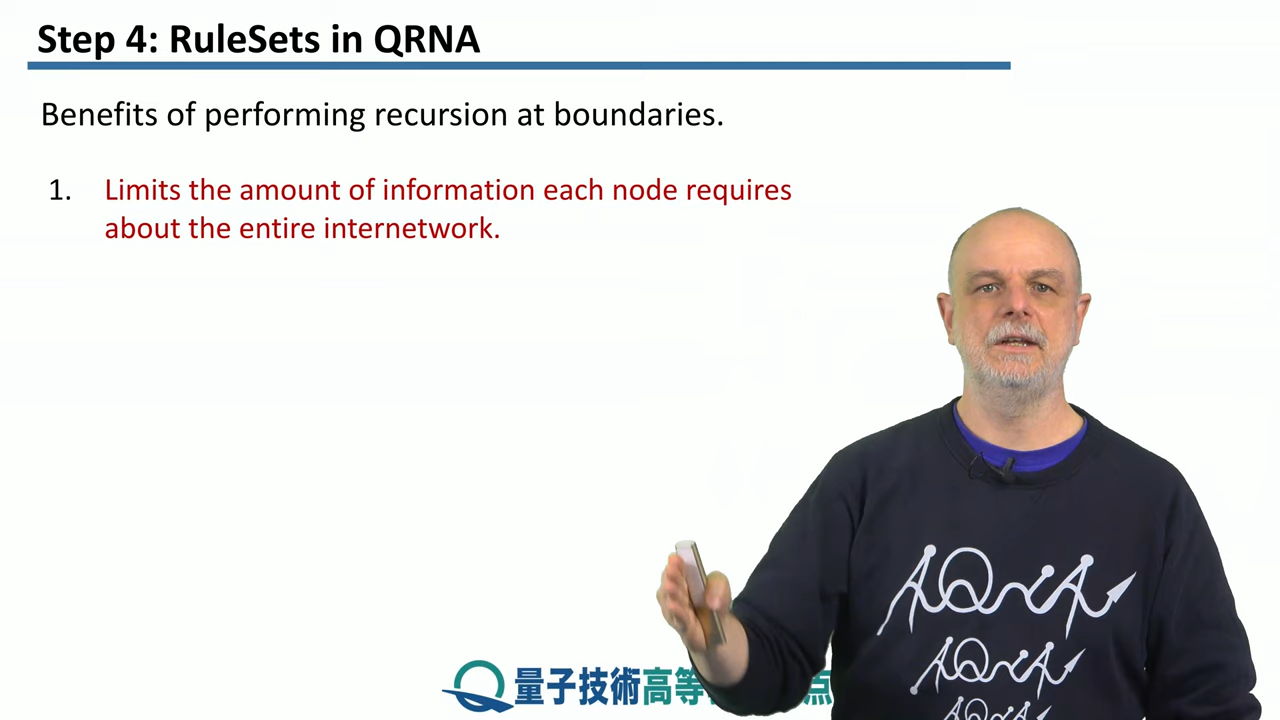 Step 4: RuleSets in QRNA
Benefits of performing recursion at boundaries.
1. Limits the amount of information each node requires
about the entire internetwork.
量子技術高等 点